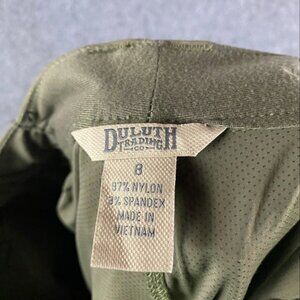 DULUTH
TRADING
CO
8
97% NYLON
3% SPANDEX
MADE IN
VIETNAM